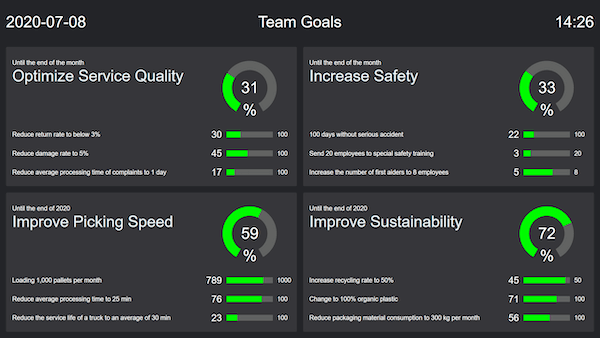 2020-07-08 Team Goals 14:26
Until the end of the month
Optimize Service Quality
31
%
Reduce return rate to below 3% 30 100
Reduce damage rate to 5% 45 100
Reduce average processing time of complaints to 1 day 17 100
Until the end of the month
Increase Safety
33
%
100 days without serious accident 22 100
Send 20 employees to special safety training 3 20
Increase the number of first aiders to 8 employees 5 8
Until the end of 2020
Improve Picking Speed
59
%
Loading 1,000 pallets per month 789 1000
Reduce average processing time to 25 min 76 100
Reduce the service life of a truck to an average of 30 min 23 100
Until the end of 2020
Improve Sustainability
72
%
Increase recycling rate to 50% 45 50
Change to 100% organic plastic 71 100
Reduce packaging material consumption to 300 kg per month 56 100